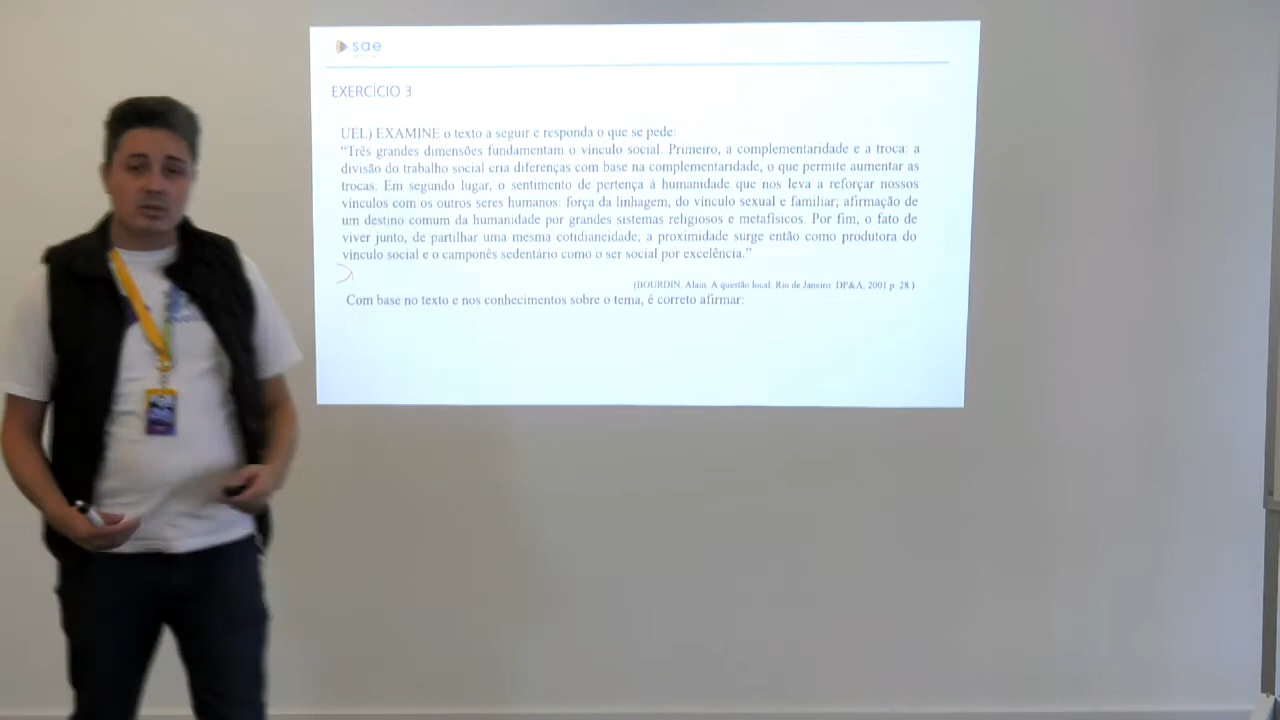 sae
EXERCÍCIO 3
UEL) EXAMINE o texto a seguir e responda o que se pede:
"Três grandes dimensões fundamentam o vínculo social. Primeiro, a complementaridade e a troca: a
divisão do trabalho social cria diferenças com base na complementaridade, o que permite aumentar as
trocas. Em segundo lugar, o sentimento de pertença à humanidade que nos leva a reforçar nossos
vínculos com os outros seres humanos: força da linhagem, do vínculo sexual e familiar; afirmação de
um destino comum da humanidade por grandes sistemas religiosos e metafísicos. Por fim, o fato de
viver junto, de partilhar uma mesma cotidianeidade; a proximidade surge então como produtora do
vínculo social e o camponês sedentário como o ser social por excelência."
(BOURDIN, Alain. A questão local. Rio de Janeiro: DP&A, 2001 p. 28.)
Com base no texto e nos conhecimentos sobre o tema, é correto afirmar: